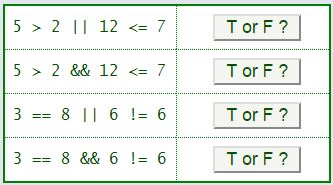 5 > 2 || 12 <= 7 T or F ?
5 > 2 && 12 <= 7 T or F ?
3 == 8 || 6 != 6 T or F ?
3 == 8 && 6 != 6 T or F ?